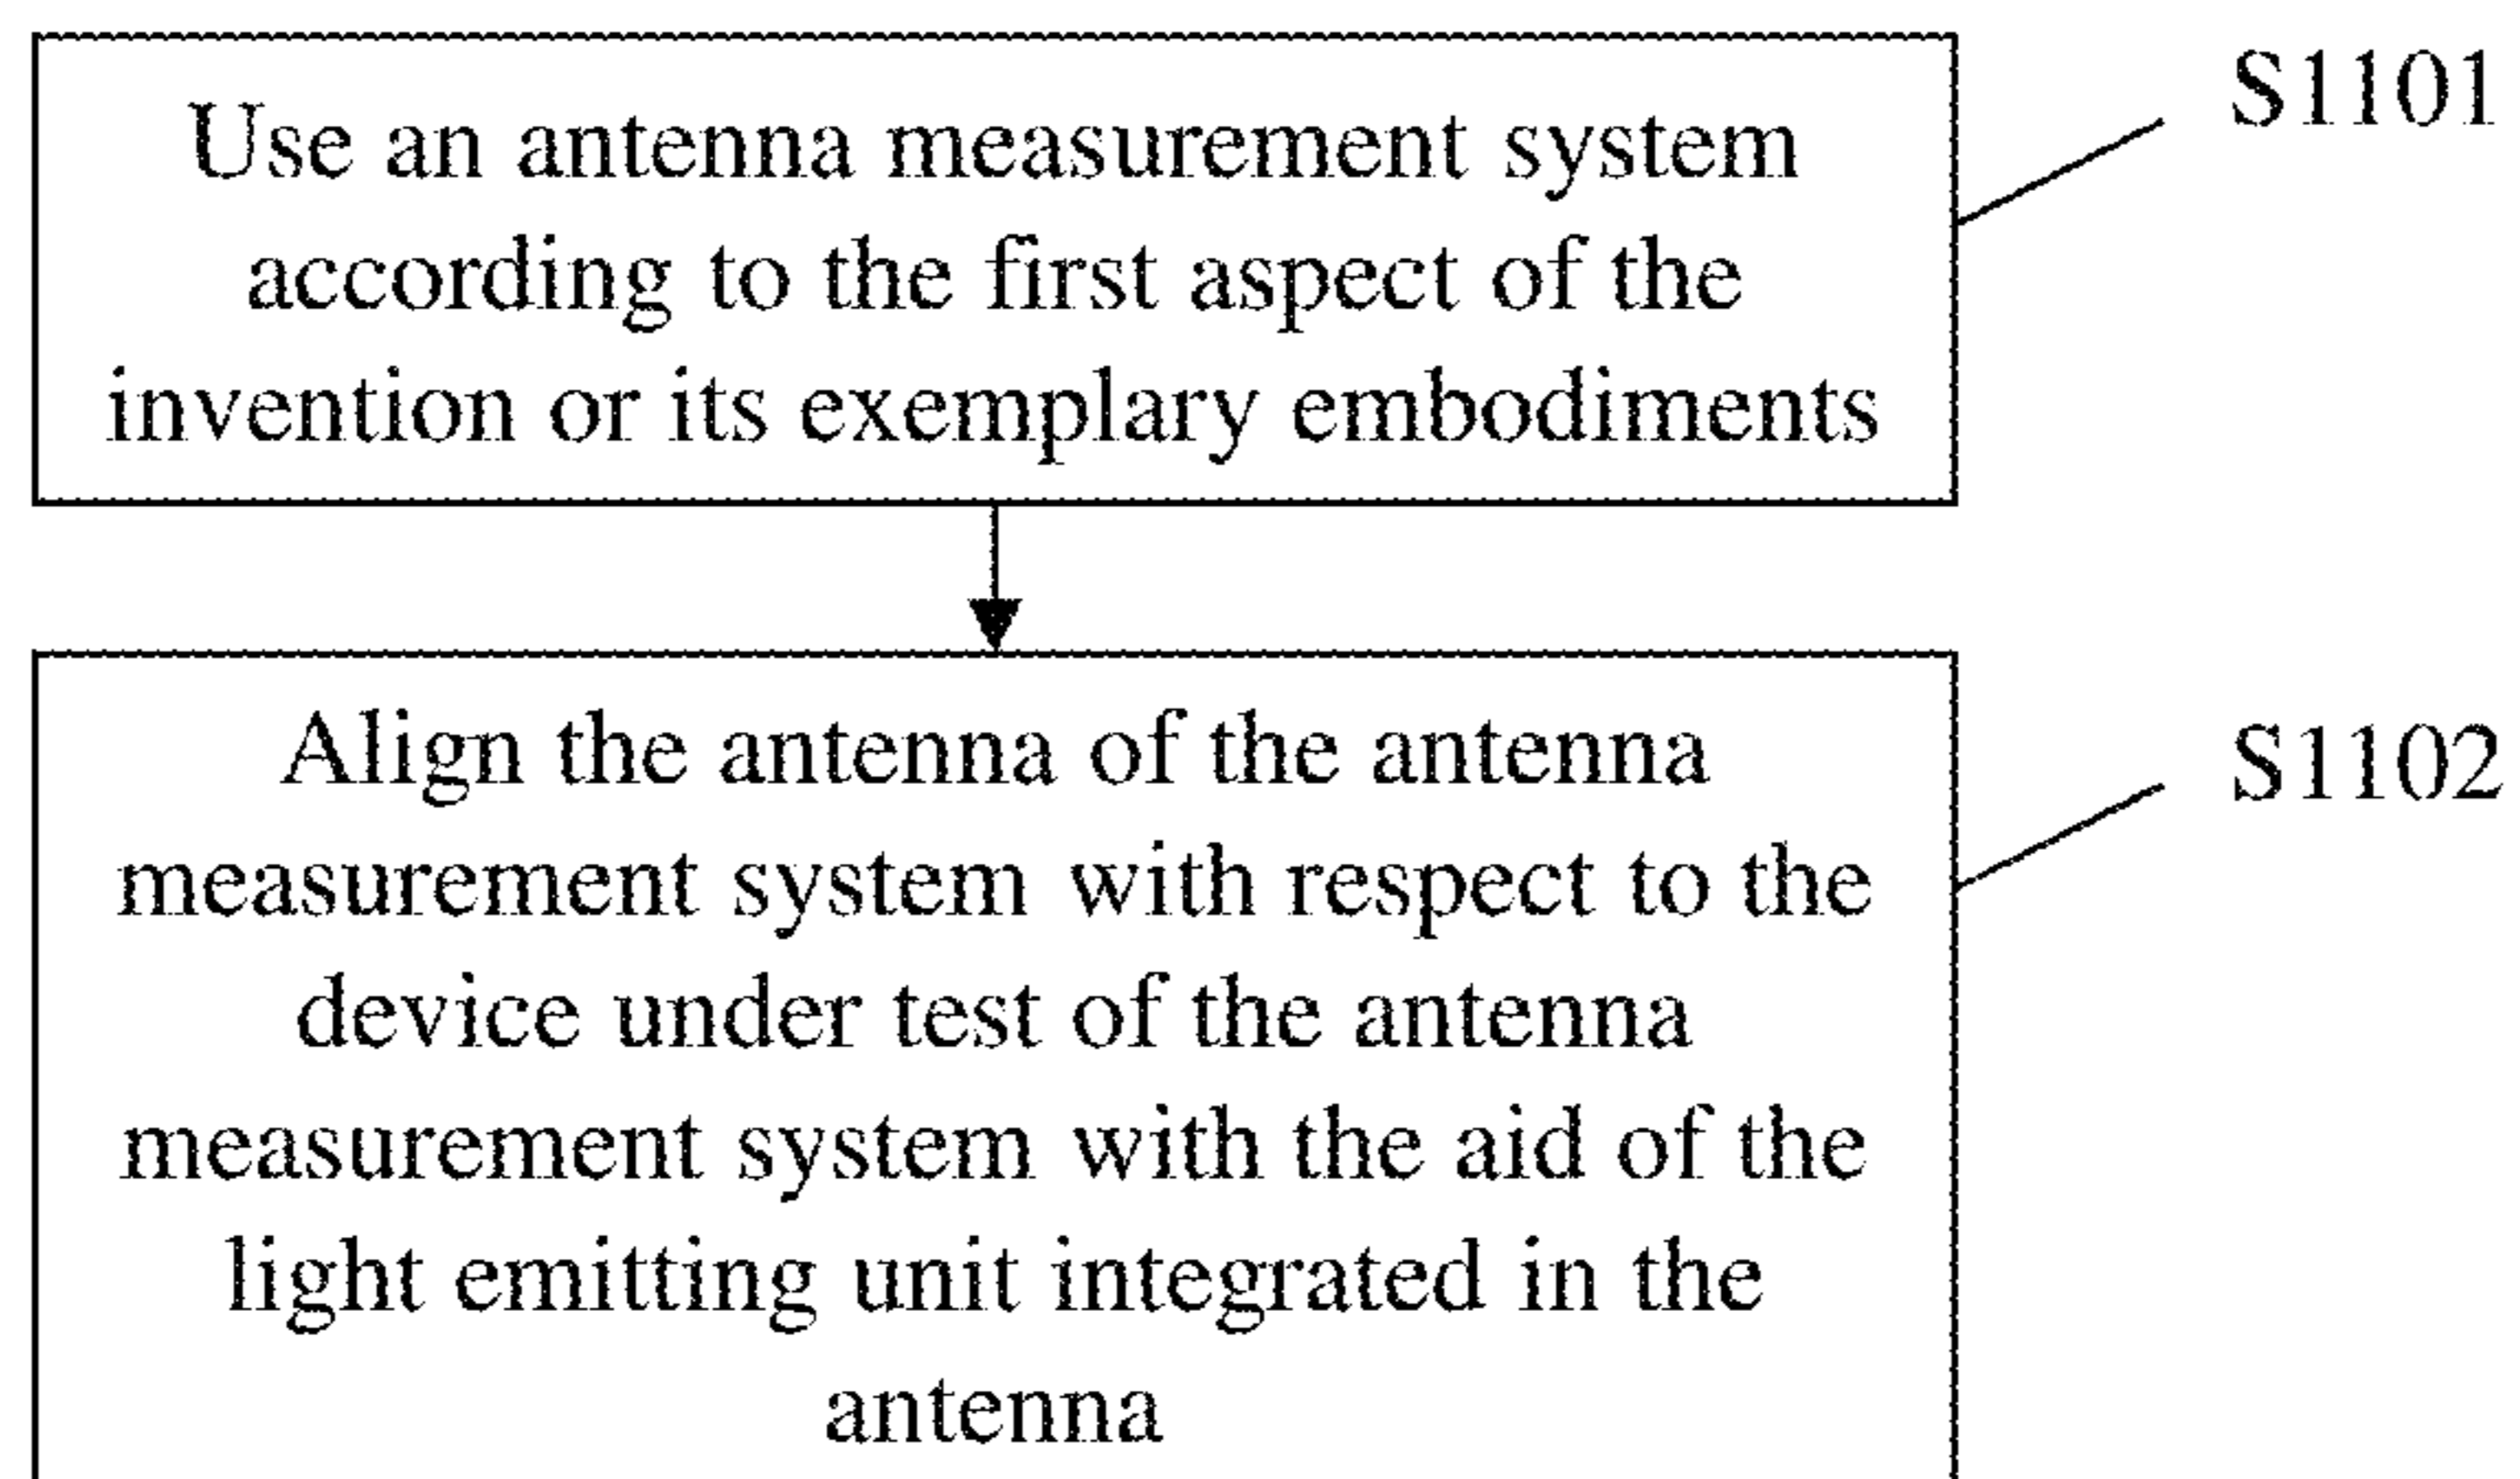 Use an antenna measurement system
according to the first aspect of the
invention or its exemplary embodiments
S1101
Align the antenna of the antenna
measurement system with respect to the
device under test of the antenna
measurement system with the aid of the
light emitting unit integrated in the
antenna
S1102